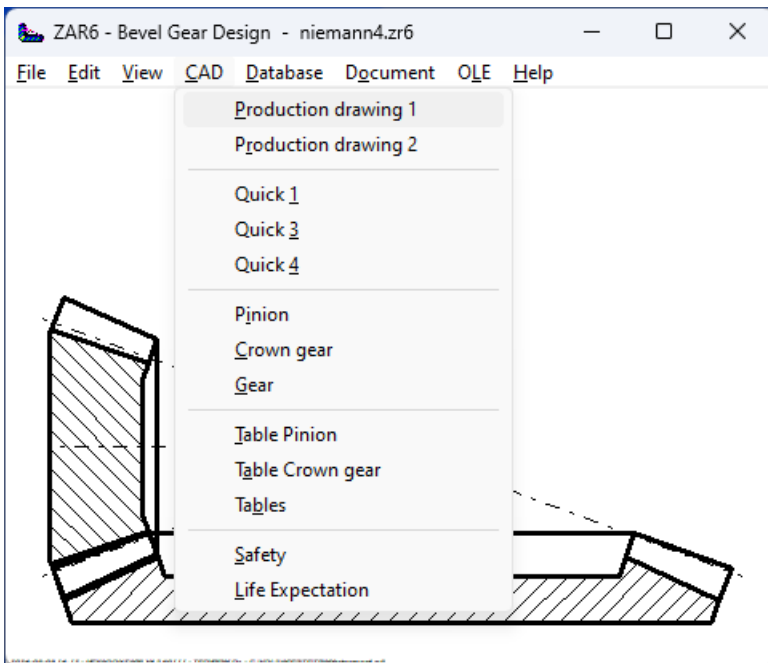 ZAR6 - Bevel Gear Design - niemann4.zr6
File Edit View CAD Database Document OLE Help
Production drawing 1
Production drawing 2
Quick 1
Quick 3
Quick 4
Pinion
Crown gear
Gear
Table Pinion
Table Crown gear
Tables
Safety
Life Expectation